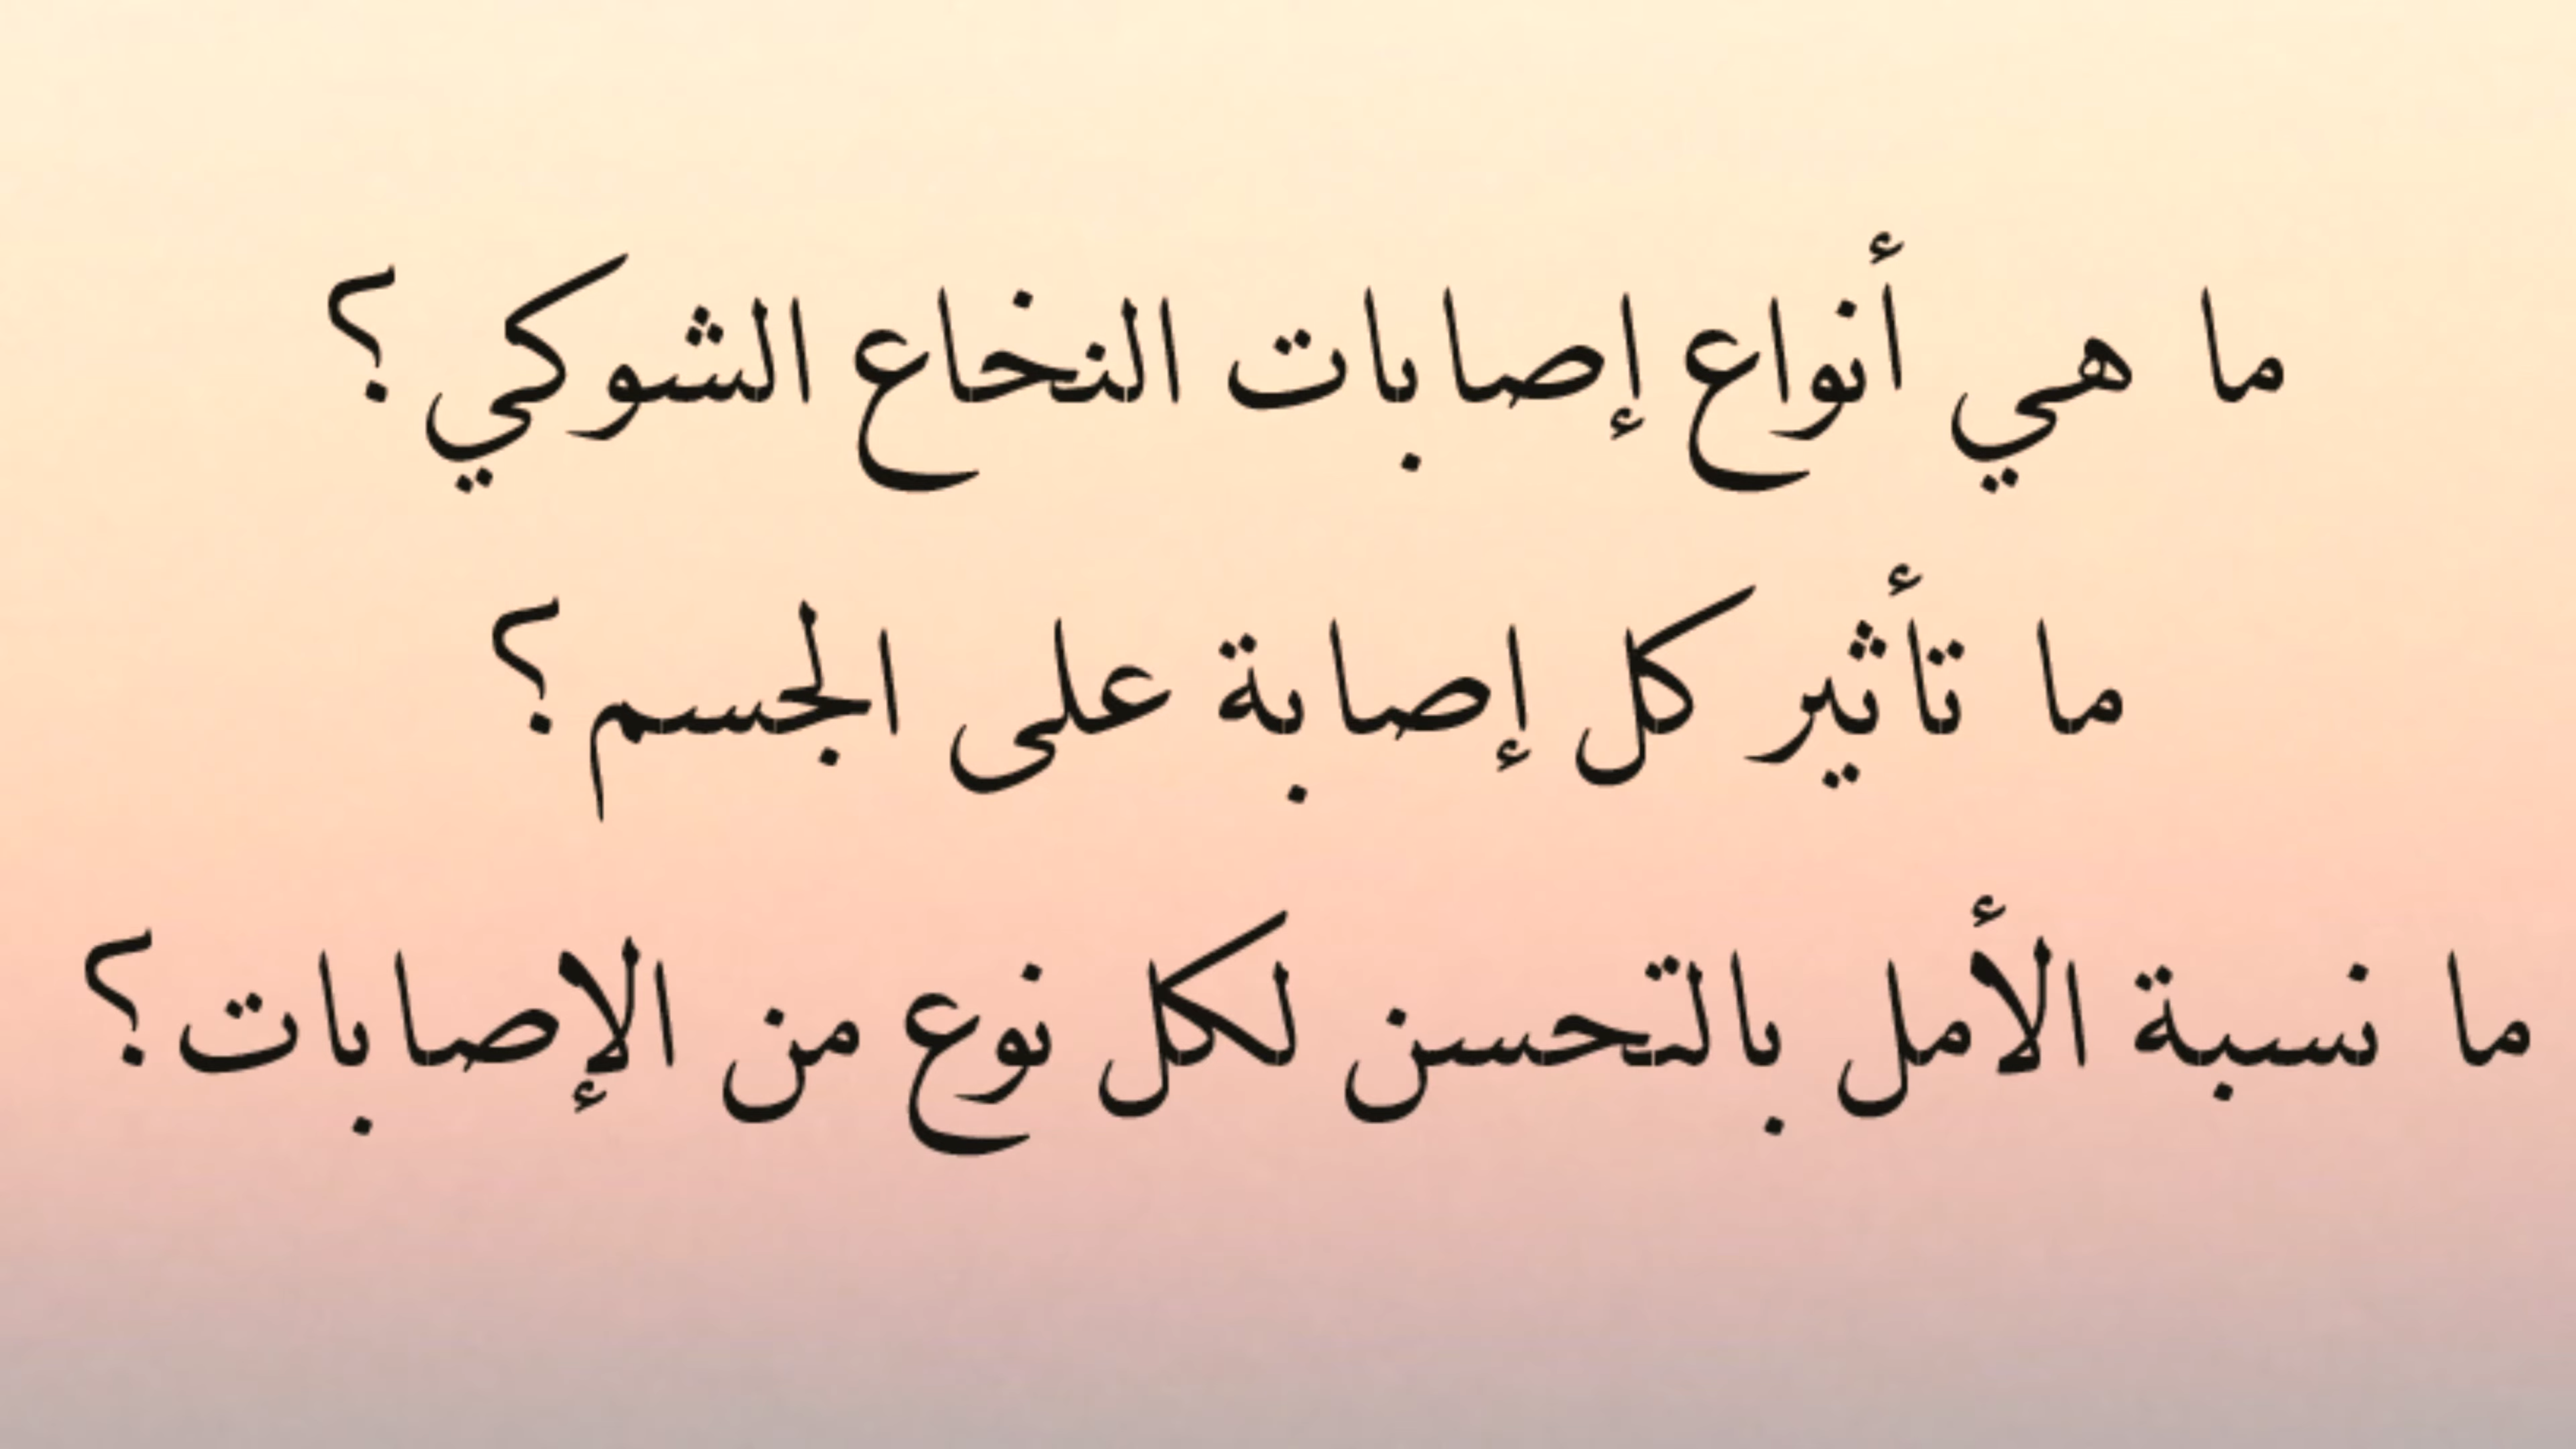 ما هي أنواع إصابات النخاع الشوكي؟
ما تأثير كل إصابة على الجسم؟
ما نسبة الأمل بالتحسن لكل نوع من الإصابات؟